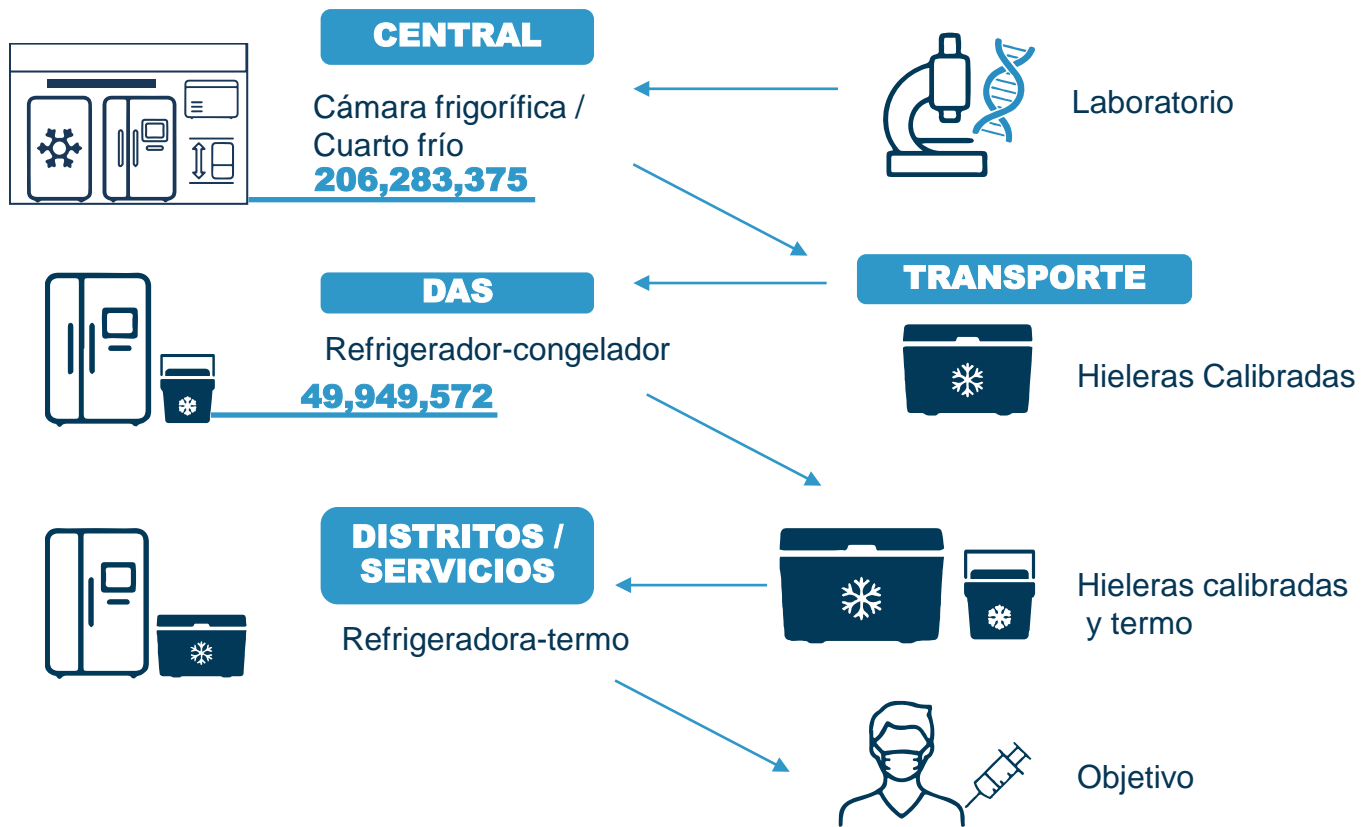 CENTRAL
Cámara frigorífica /
Cuarto frío
206,283,375
Laboratorio
DAS
Refrigerador-congelador
49,949,572
TRANSPORTE
Hieleras Calibradas
DISTRITOS /
SERVICIOS
Refrigeradora-termo
Hieleras calibradas
y termo
Objetivo